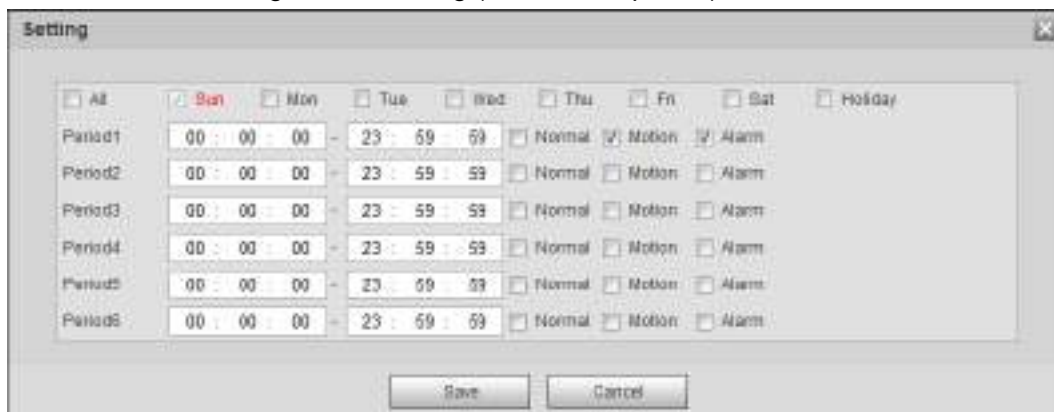 Setting
All Sun Mon Tue Wed Thu Fri Sat Holiday
Period1 00 : 00 : 00 - 23 : 59 : 59 Normal Motion Alarm
Period2 00 : 00 : 00 - 23 : 59 : 59 Normal Motion Alarm
Period3 00 : 00 : 00 - 23 : 59 : 59 Normal Motion Alarm
Period4 00 : 00 : 00 - 23 : 59 : 59 Normal Motion Alarm
Period5 00 : 00 : 00 - 23 : 59 : 59 Normal Motion Alarm
Period6 00 : 00 : 00 - 23 : 59 : 59 Normal Motion Alarm
Save Cancel